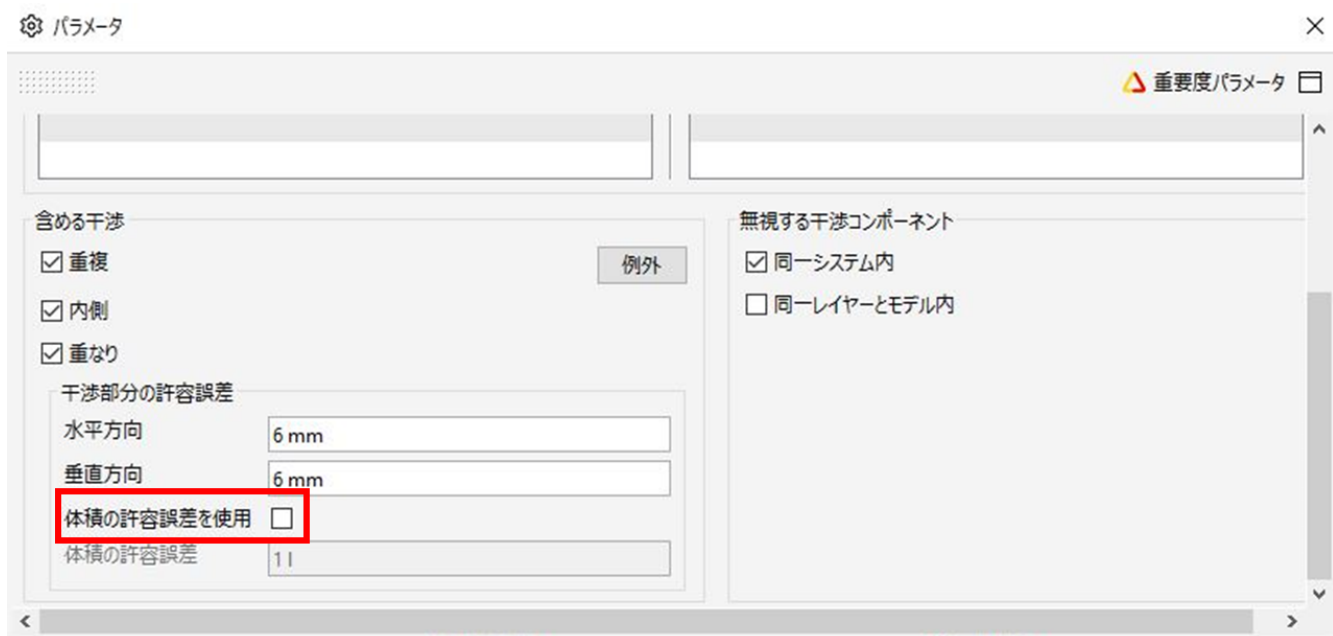 パラメータ
重要度パラメータ
含める干渉
重複
例外
内側
重なり
干渉部分の許容誤差
水平方向
6 mm
垂直方向
6 mm
体積の許容誤差を使用
体積の許容誤差
1 l
無視する干渉コンポーネント
同一システム内
同一レイヤーとモデル内